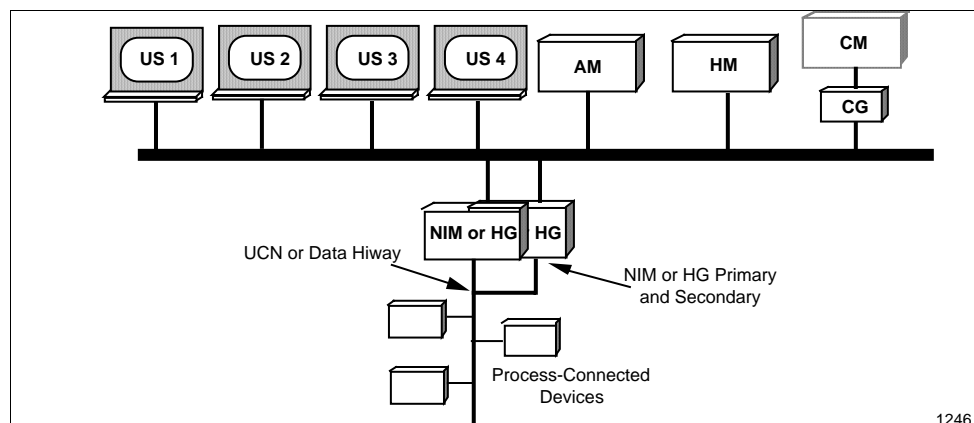 US 1
US 2
US 3
US 4
AM
HM
CM
CG
NIM or HG
HG
UCN or Data Hiway
NIM or HG Primary
and Secondary
Process-Connected
Devices
1246